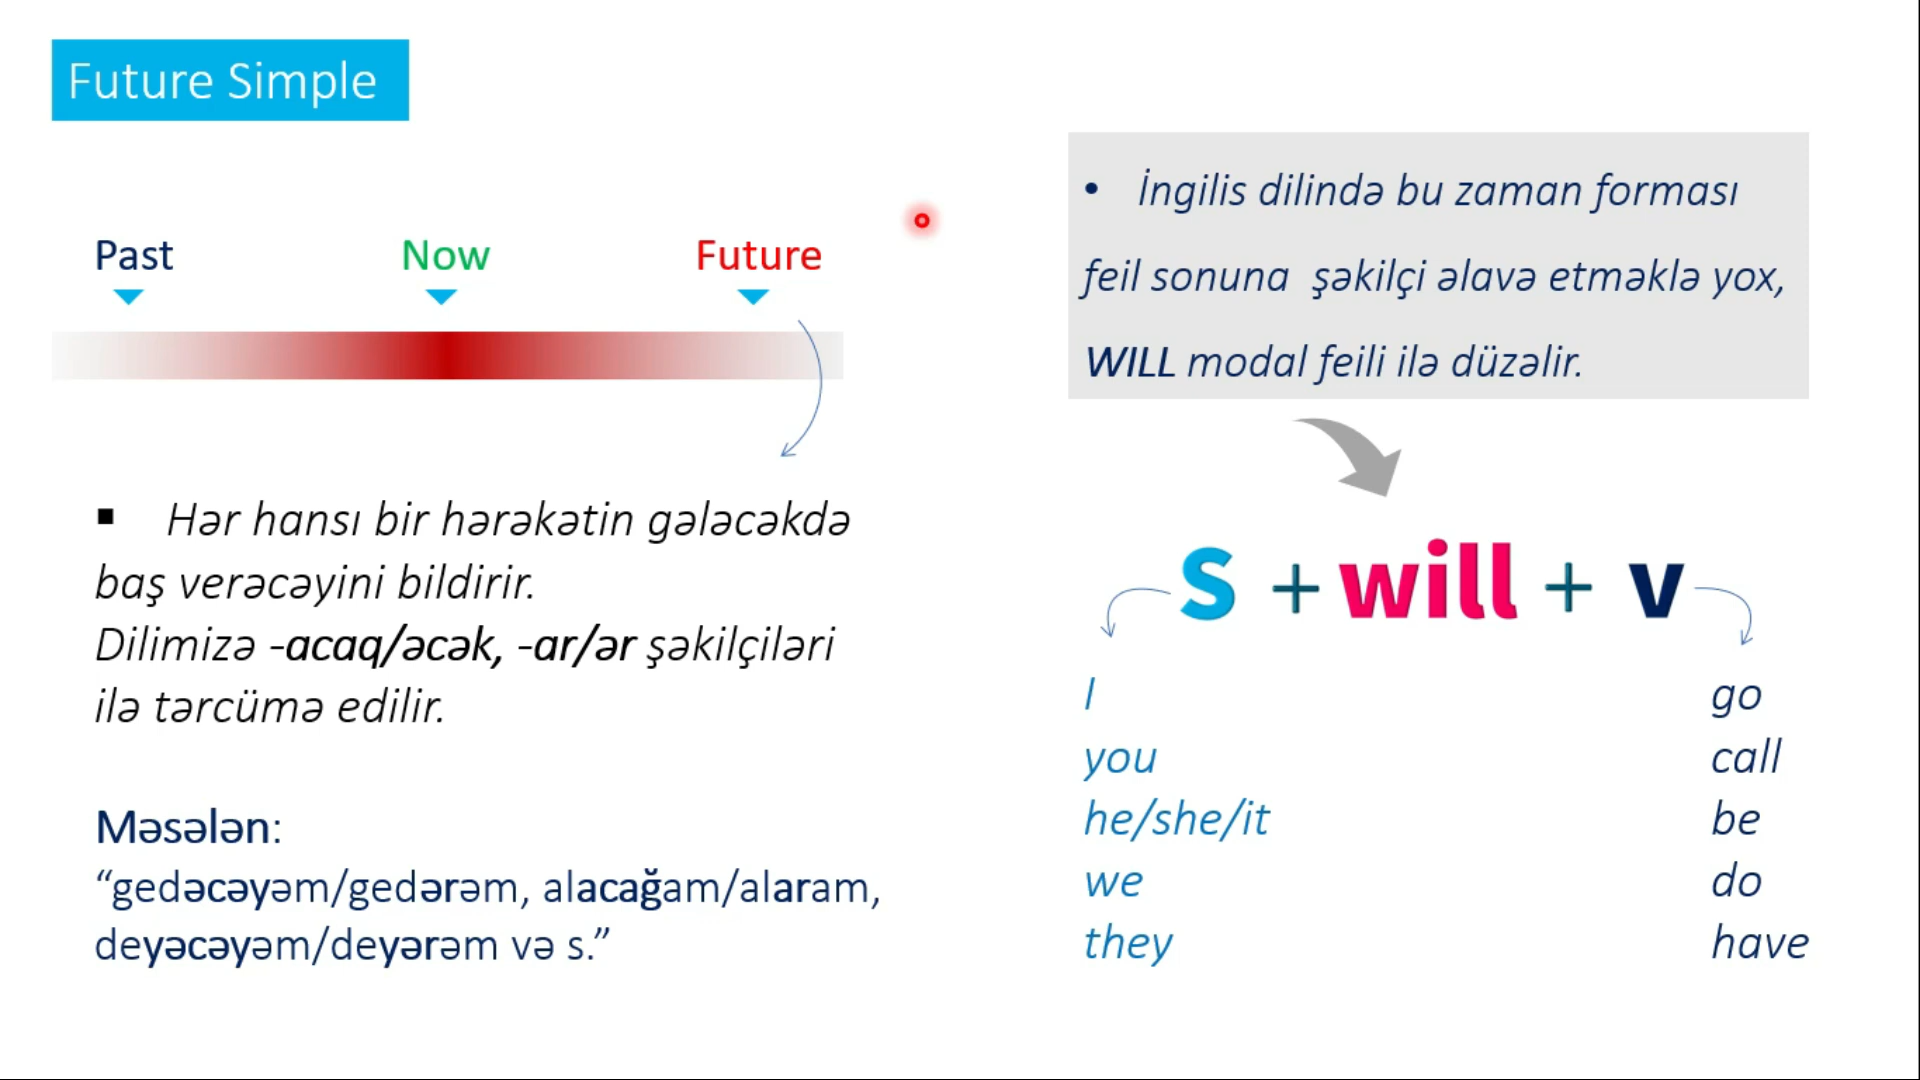 Future Simple
Past
Now
Future
▪ Hər hansı bir hərəkətin gələcəkdə
baş verəcəyini bildirir.
Dilimizə -acaq/əcək, -ar/ər şəkilçiləri
ilə tərcümə edilir.
Məsələn:
“gedəcəyəm/gedərəm, alacağam/alaram,
deyəcəyəm/deyərəm və s.”
• İngilis dilində bu zaman forması
feil sonuna şəkilçi əlavə etməklə yox,
WILL modal feili ilə düzəlir.
S + will + v
I
you
he/she/it
we
they
go
call
be
do
have